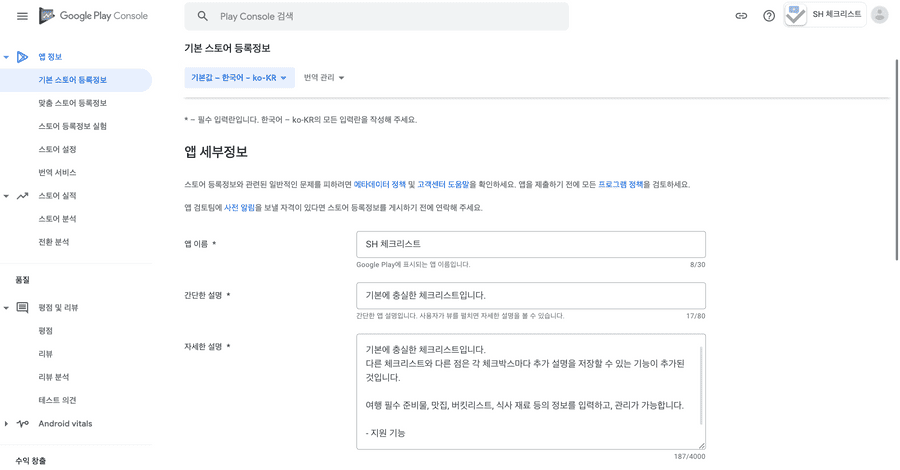 Google Play Console
Play Console 검색
SH 체크리스트
앱 정보
기본 스토어 등록정보
맞춤 스토어 등록정보
스토어 등록정보 실험
스토어 설정
번역 서비스
스토어 실적
스토어 분석
전환 분석
품질
평점 및 리뷰
평점
리뷰
리뷰 분석
테스트 의견
Android vitals
수익 창출
기본 스토어 등록정보
기본값 – 한국어 – ko-KR
번역 관리
* – 필수 입력란입니다. 한국어 – ko-KR의 모든 입력란을 작성해 주세요.
앱 세부정보
스토어 등록정보와 관련된 일반적인 문제를 피하려면 메타데이터 정책 및 고객센터 도움말을 확인하세요. 앱을 제출하기 전에 모든 프로그램 정책을 검토하세요.
앱 검토팀에 사전 알림을 보낼 자격이 있다면 스토어 등록정보를 게시하기 전에 연락해 주세요.
앱 이름 *
SH 체크리스트
Google Play에 표시되는 앱 이름입니다.
8/30
간단한 설명 *
기본에 충실한 체크리스트입니다.
간단한 앱 설명입니다. 사용자가 뷰를 펼치면 자세한 설명을 볼 수 있습니다.
17/80
자세한 설명 *
기본에 충실한 체크리스트입니다.
다른 체크리스트와 다른 점은 각 체크박스마다 추가 설명을 저장할 수 있는 기능이 추가된
것입니다.
여행 필수 준비물, 맛집, 버킷리스트, 식사 재료 등의 정보를 입력하고, 관리가 가능합니다.
- 지원 기능
187/4000